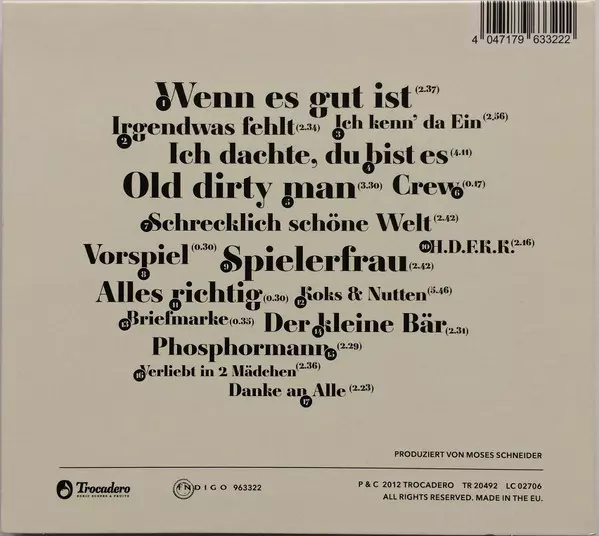 4 047179 633222
1 Wenn es gut ist (2.37)
2 Irgendwas fehlt (2.34) 3 Ich kenn' da Ein (2.56)
Ich dachte, du bist es 4 (4.11)
Old dirty man 5 (3.30) Crew 6 (0.17)
7 Schrecklich schöne Welt (2.42)
Vorspiel 8 (0.30) 9 Spielerfrau (2.42) 10 H.D.F.K.K. (2.16)
Alles richtig 11 (0.30) 12 Koks & Nutten (5.46)
13 Briefmarke (0.35) Der kleine Bär 14 (2.31)
Phosphormann 15 (2.29)
16 Verliebt in 2 Mädchen (2.36)
Danke an Alle 17 (2.23)
PRODUZIERT VON MOSES SCHNEIDER
Trocadero
INDIGO 963322
P & C 2012 TROCADERO TR 20492 LC 02706
ALL RIGHTS RESERVED. MADE IN THE EU.